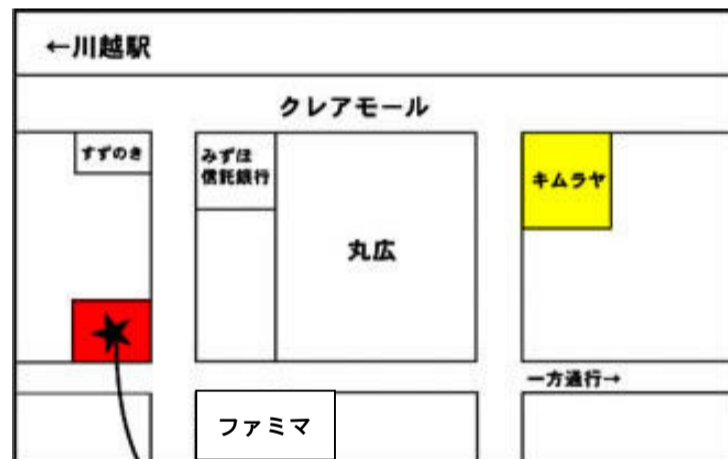 ←川越駅
クレアモール
すずのき
みずほ
信託銀行
丸広
キムラヤ
一方通行→
ファミマ